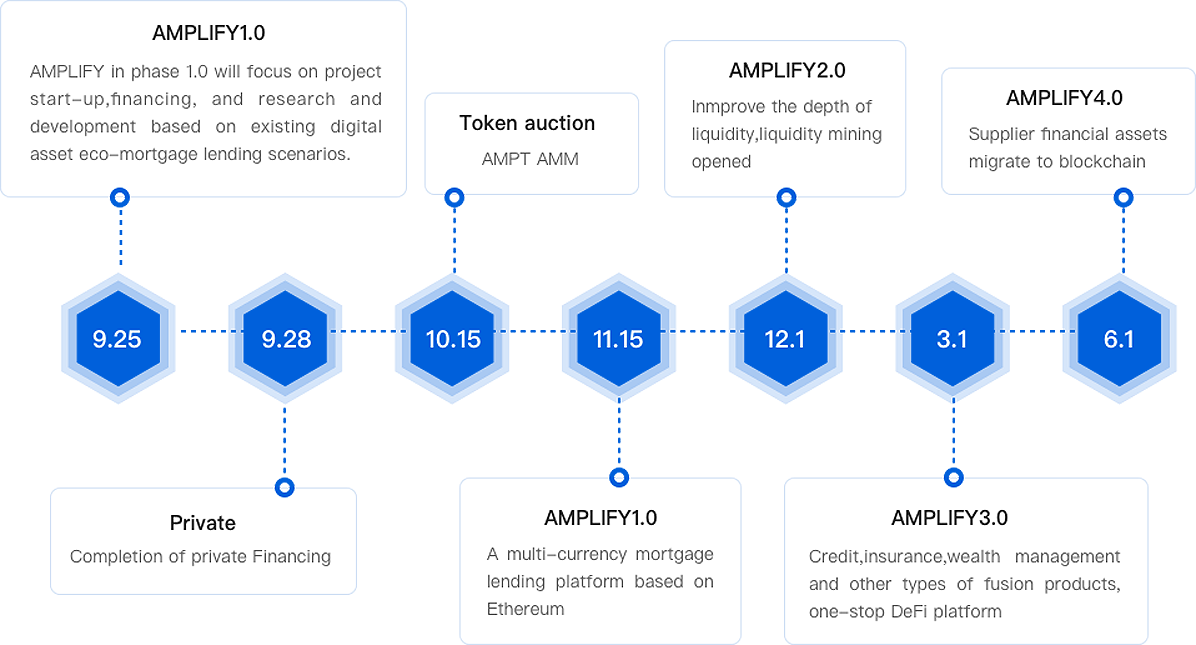 AMPLIFY1.0
AMPLIFY in phase 1.0 will focus on project
start-up,financing, and research and
development based on existing digital
asset eco-mortgage lending scenarios.
Token auction
AMPT AMM
AMPLIFY2.0
Inmprove the depth of
liquidity,liquidity mining
opened
AMPLIFY4.0
Supplier financial assets
migrate to blockchain
9.25
9.28
10.15
11.15
12.1
3.1
6.1
Private
Completion of private Financing
AMPLIFY1.0
A multi-currency mortgage
lending platform based on
Ethereum
AMPLIFY3.0
Credit,insurance,wealth management
and other types of fusion products,
one-stop DeFi platform